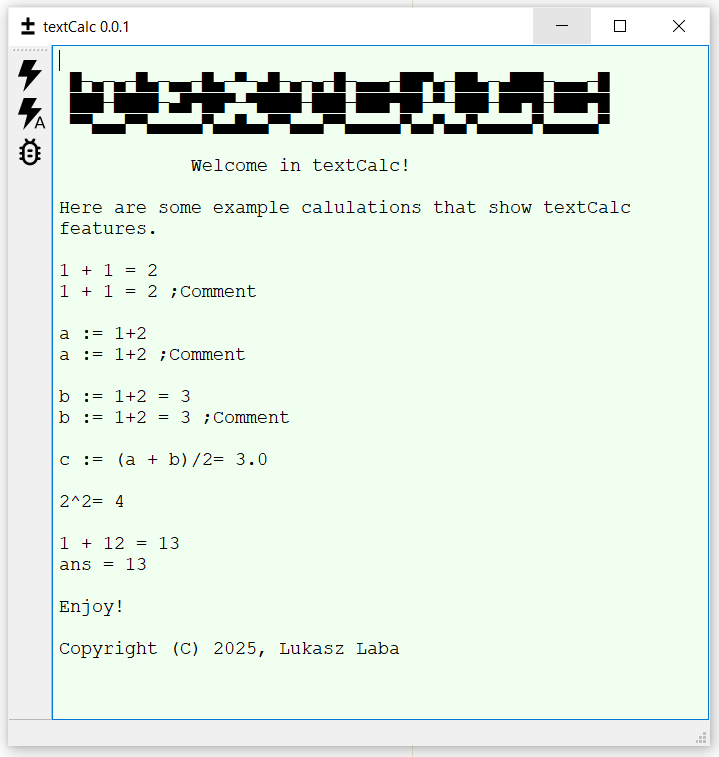 textCalc 0.0.1
A
Welcome in textCalc!
Here are some example calulations that show textCalc
features.
1 + 1 = 2
1 + 1 = 2 ;Comment
a := 1+2
a := 1+2 ;Comment
b := 1+2 = 3
b := 1+2 = 3 ;Comment
c := (a + b)/2= 3.0
2^2= 4
1 + 12 = 13
ans = 13
Enjoy!
Copyright (C) 2025, Lukasz Laba